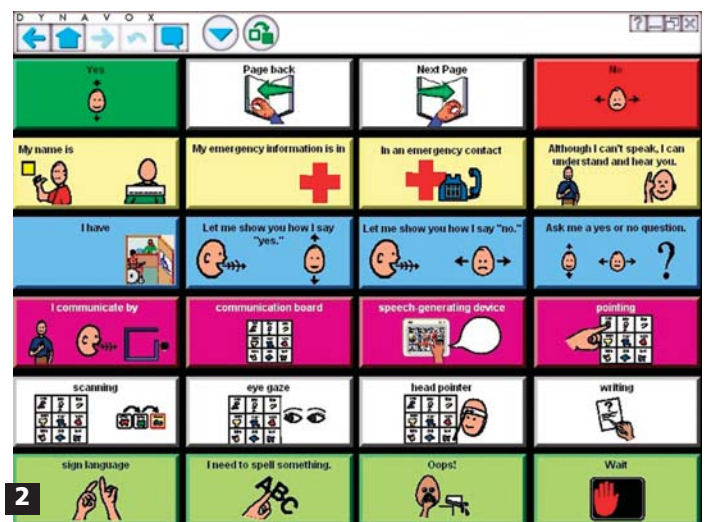 DYNAVOX
?
Yes
Page back
Next Page
No
My name is
My emergency information is in
In an emergency contact
Although I can't speak, I can
understand and hear you.
I have
Let me show you how I say
"yes."
Let me show you how I say "no."
Ask me a yes or no question.
?
I communicate by
communication board
speech-generating device
pointing
scanning
eye gaze
head pointer
writing
?
sign language
I need to spell something.
ABC
Oops!
Wait
2